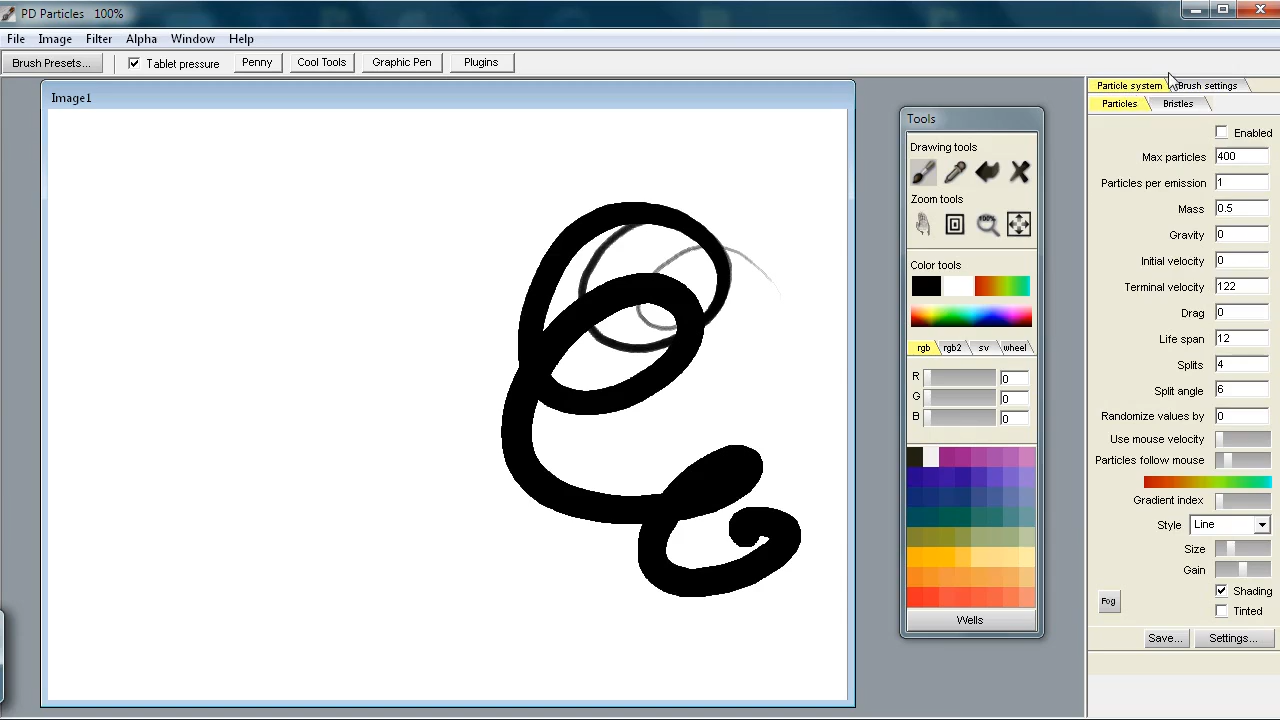 PD Particles 100%
File Image Filter Alpha Window Help
Brush Presets... Tablet pressure Penny Cool Tools Graphic Pen Plugins
Image1
Tools
Drawing tools
Zoom tools
100%
Color tools
rgb rgb2 sv wheel
R 0
G 0
B 0
Wells
Particle system Brush settings
Particles Bristles
Enabled
Max particles 400
Particles per emission 1
Mass 0.5
Gravity 0
Initial velocity 0
Terminal velocity 122
Drag 0
Life span 12
Splits 4
Split angle 6
Randomize values by 0
Use mouse velocity
Particles follow mouse
Gradient index
Style Line
Size
Gain
Shading
Fog
Tinted
Save... Settings...